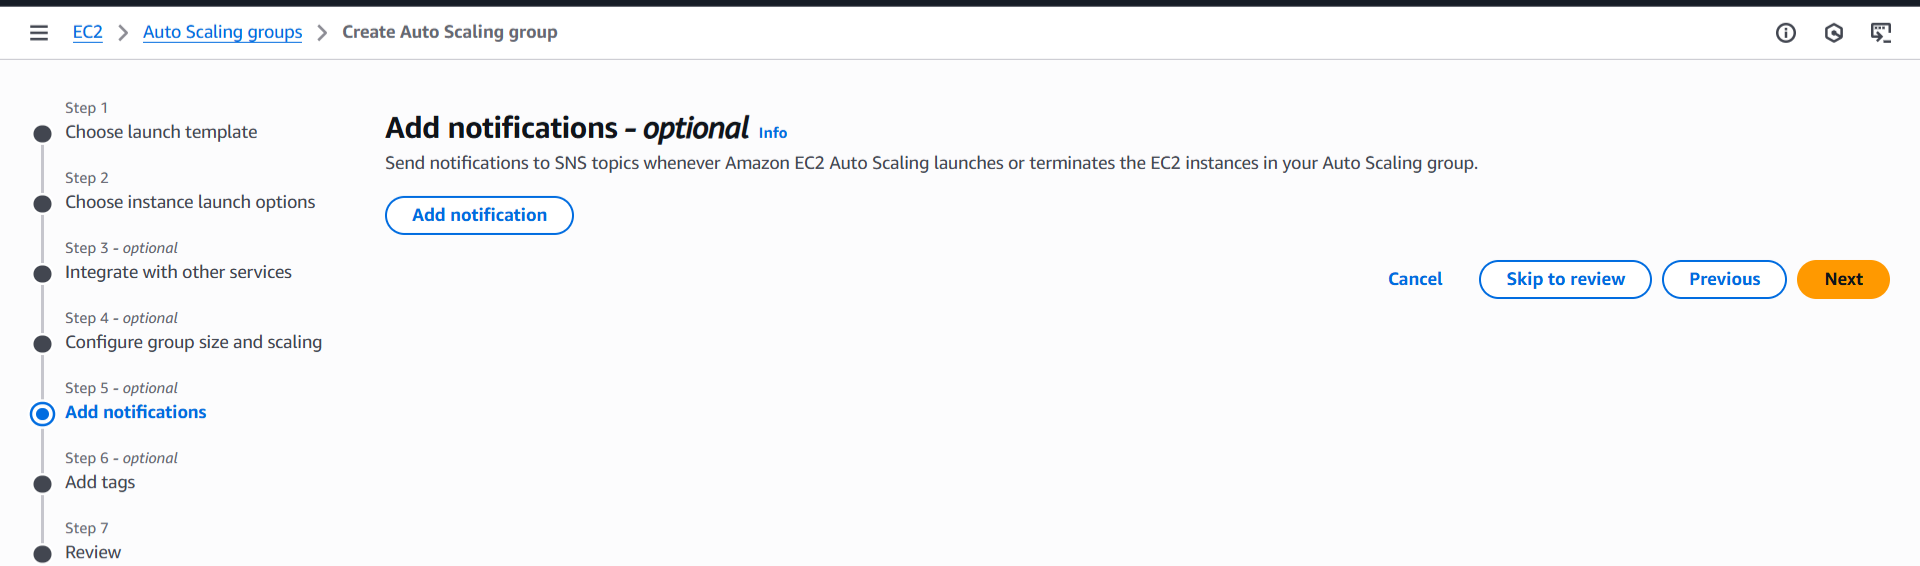 EC2 > Auto Scaling groups > Create Auto Scaling group
Step 1
Choose launch template
Step 2
Choose instance launch options
Step 3 - optional
Integrate with other services
Step 4 - optional
Configure group size and scaling
Step 5 - optional
Add notifications
Step 6 - optional
Add tags
Step 7
Review
Add notifications - optional Info
Send notifications to SNS topics whenever Amazon EC2 Auto Scaling launches or terminates the EC2 instances in your Auto Scaling group.
Add notification
Cancel Skip to review Previous Next